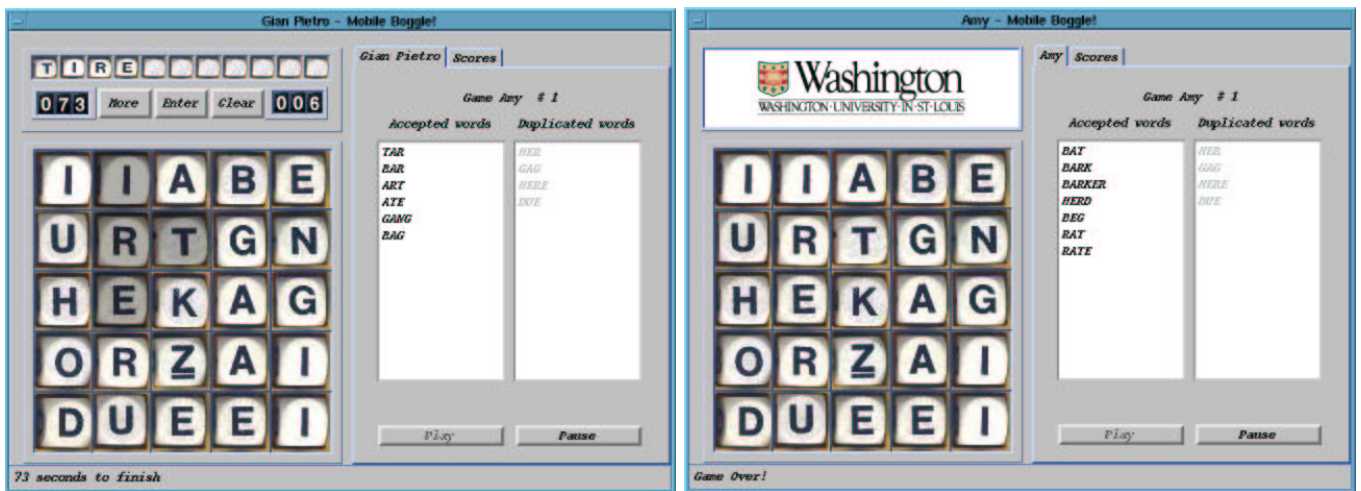 Gian Pietro - Mobile Boggle!
T I R E
073 More Enter Clear 006
I I A B E
U R T G N
H E K A G
O R Z A I
D U E E I
Gian Pietro Scores
Game Amy # 1
Accepted words Duplicated words
TAR HER
BAR GAG
ART HERE
ATE DUE
GANG
BAG
Play Pause
73 seconds to finish
Amy - Mobile Boggle!
Washington
WASHINGTON·UNIVERSITY·IN·ST·LOUIS
I I A B E
U R T G N
H E K A G
O R Z A I
D U E E I
Amy Scores
Game Amy # 1
Accepted words Duplicated words
BAT HER
BARK GAG
BARKER HERE
HERD DUE
BEG
RAT
RATE
Play Pause
Game Over!